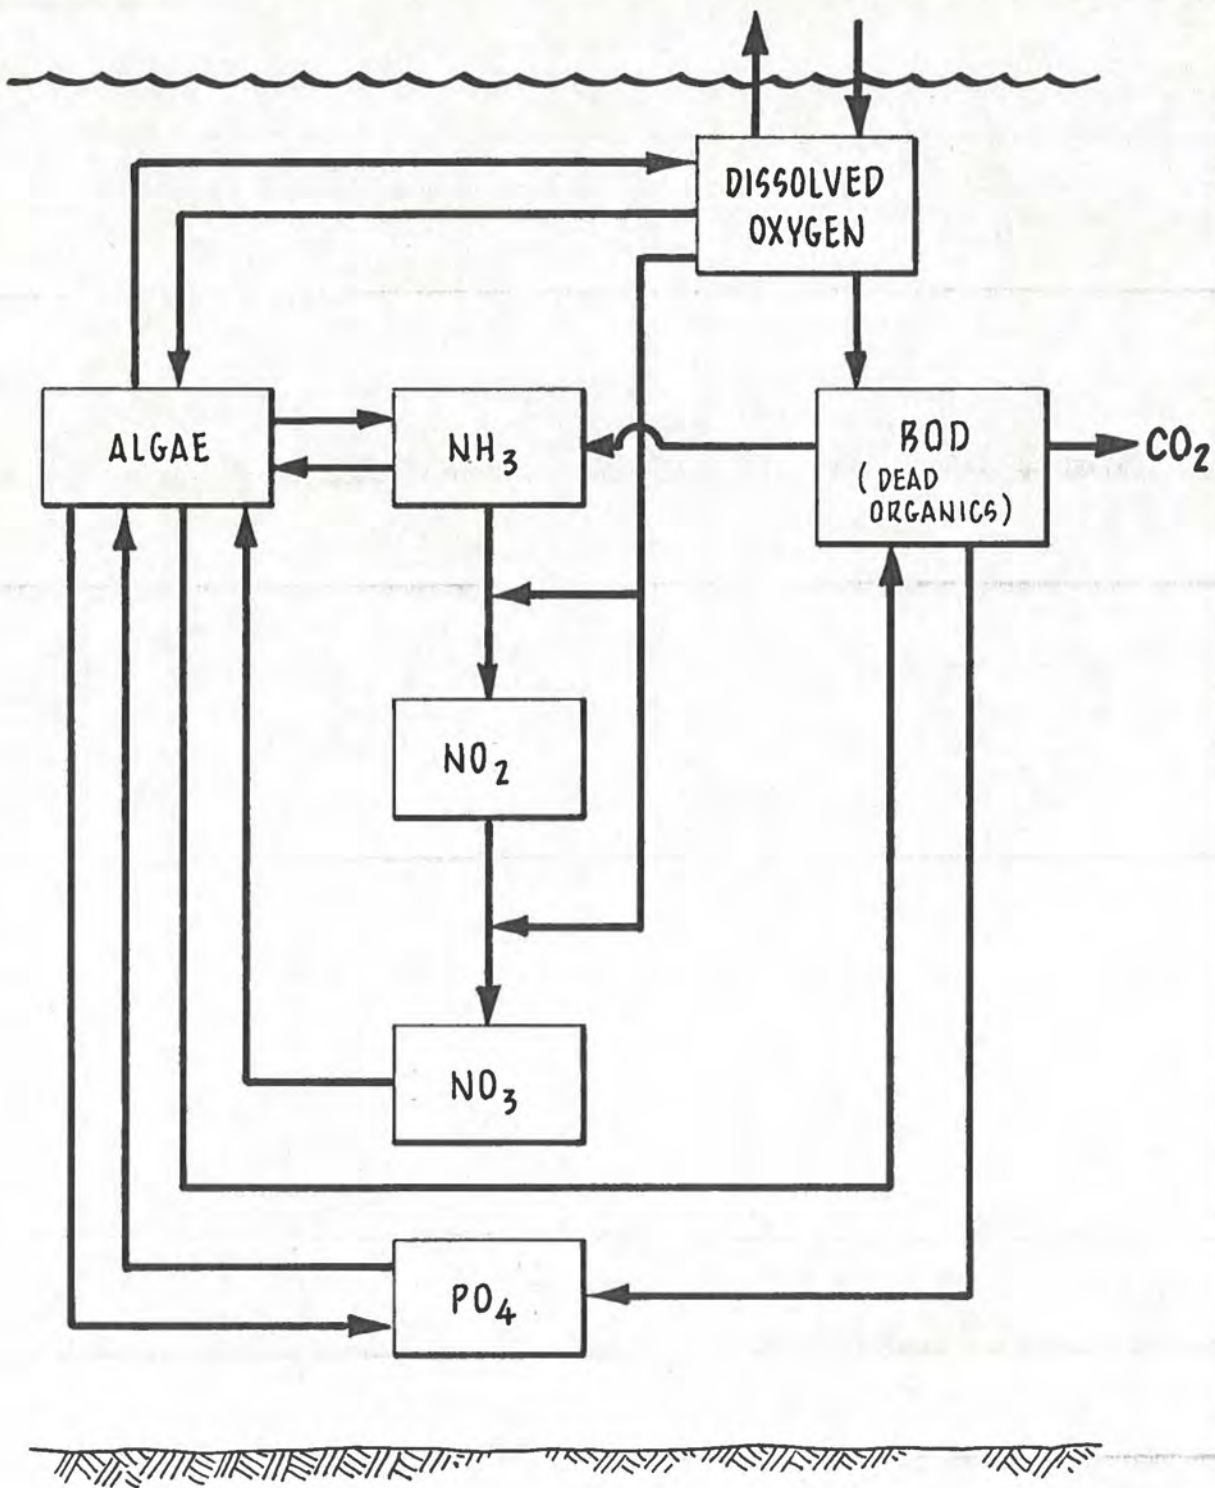 DISSOLVED
OXYGEN
ALGAE
NH3
BOD
(DEAD
ORGANICS)
CO2
NO2
NO3
PO4